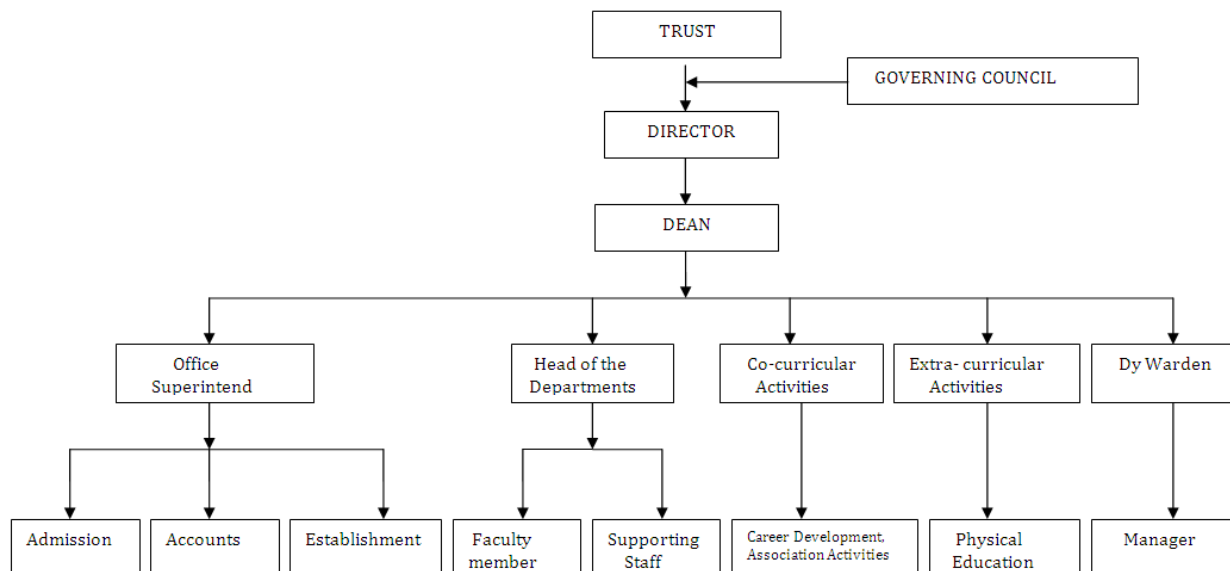 TRUST
GOVERNING COUNCIL
DIRECTOR
DEAN
Office
Superintend
Head of the
Departments
Co-curricular
Activities
Extra- curricular
Activities
Dy Warden
Admission
Accounts
Establishment
Faculty
member
Supporting
Staff
Career Development,
Association Activities
Physical
Education
Manager